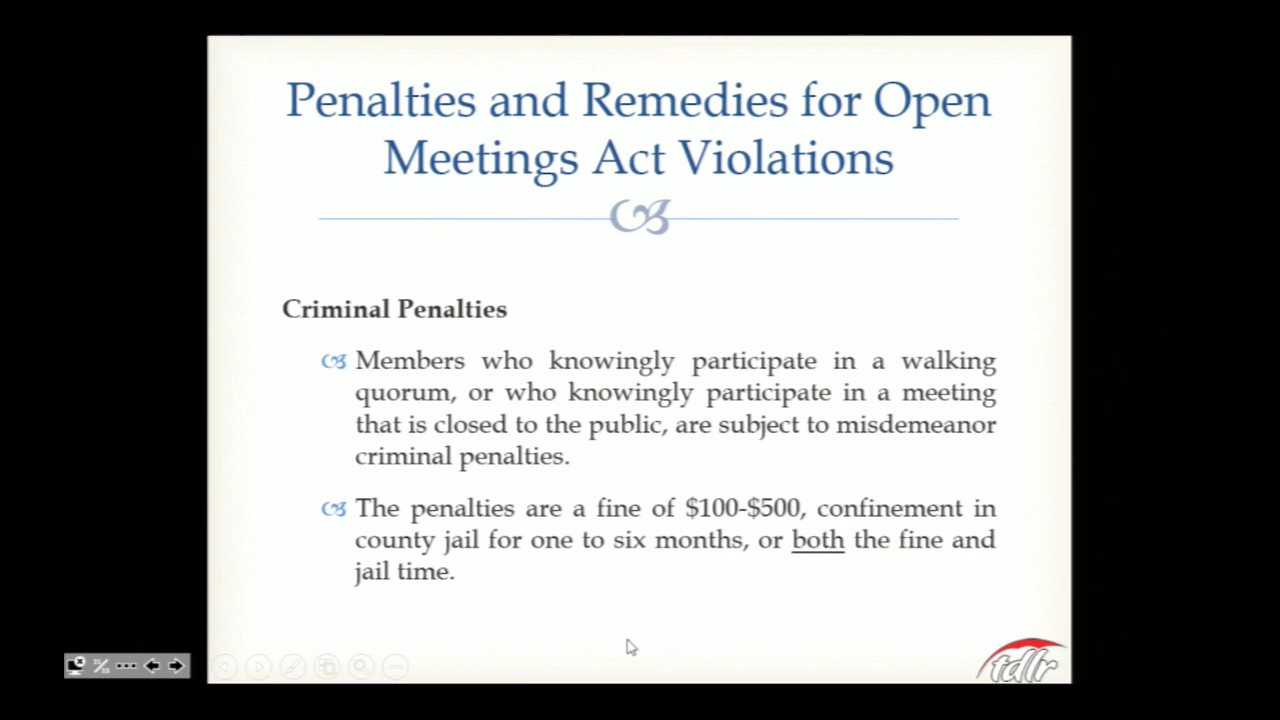 Penalties and Remedies for Open
Meetings Act Violations
Criminal Penalties
Members who knowingly participate in a walking
quorum, or who knowingly participate in a meeting
that is closed to the public, are subject to misdemeanor
criminal penalties.
The penalties are a fine of $100-$500, confinement in
county jail for one to six months, or both the fine and
jail time.
tdlr